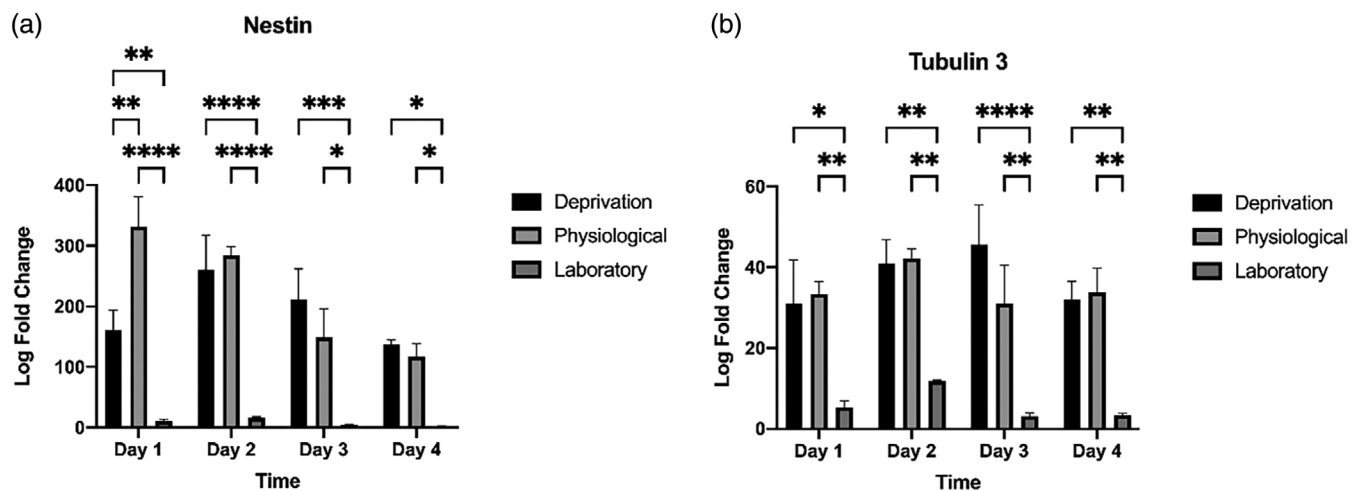 (a)
Nestin
**
** **** *** *
**** **** * *
400
300
200
100
0
Log Fold Change
Day 1 Day 2 Day 3 Day 4
Time
Deprivation
Physiological
Laboratory
(b)
Tubulin 3
* ** **** **
** ** ** **
60
40
20
0
Log Fold Change
Day 1 Day 2 Day 3 Day 4
Time
Deprivation
Physiological
Laboratory